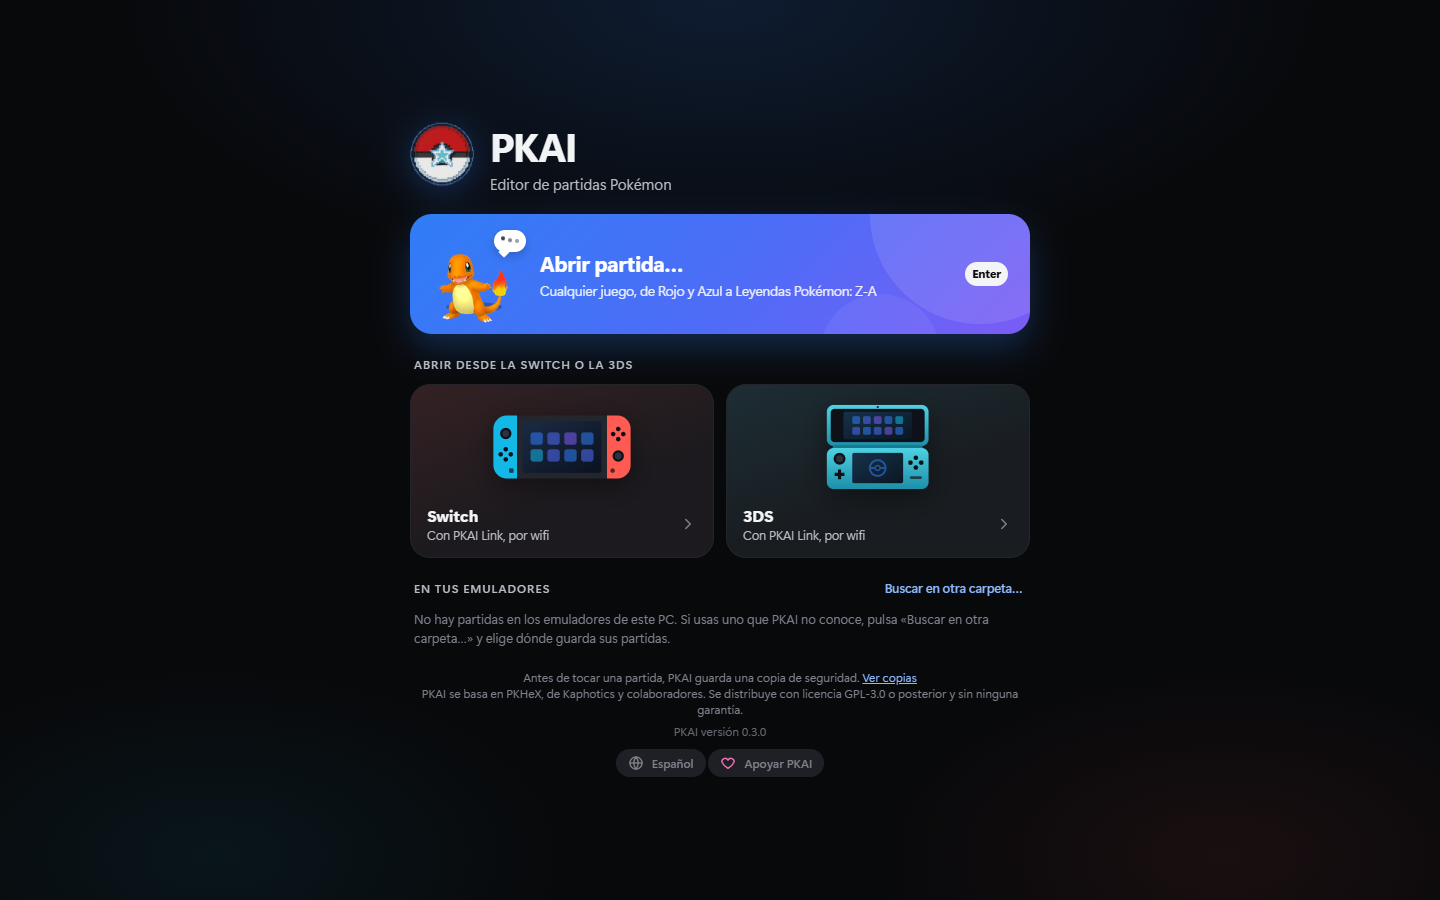 PKAI
Editor de partidas Pokémon
Abrir partida...
Cualquier juego, de Rojo y Azul a Leyendas Pokémon: Z-A
Enter
ABRIR DESDE LA SWITCH O LA 3DS
Switch
Con PKAI Link, por wifi
3DS
Con PKAI Link, por wifi
EN TUS EMULADORES
Buscar en otra carpeta...
No hay partidas en los emuladores de este PC. Si usas uno que PKAI no conoce, pulsa «Buscar en otra
carpeta...» y elige dónde guarda sus partidas.
Antes de tocar una partida, PKAI guarda una copia de seguridad. Ver copias
PKAI se basa en PKHeX, de Kaphotics y colaboradores. Se distribuye con licencia GPL-3.0 o posterior y sin ninguna
garantía.
PKAI versión 0.3.0
Español
Apoyar PKAI